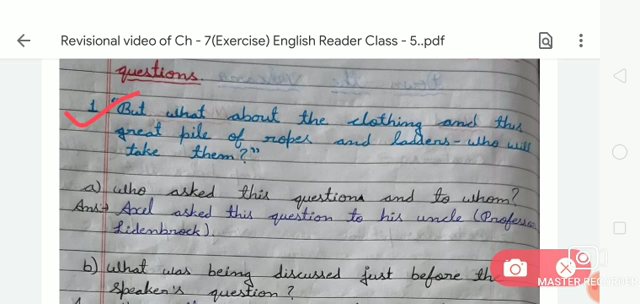 Revisional video of Ch - 7(Exercise) English Reader Class - 5..pdf
questions.
1 "But what about the clothing and this
great pile of ropes and ladders - who will
take them?"
a) who asked this question and to whom?
Ans→ Axel asked this question to his uncle (Professor
Lidenbrock).
b) what was being discussed just before the
speaker's question?
MASTER RECORDER